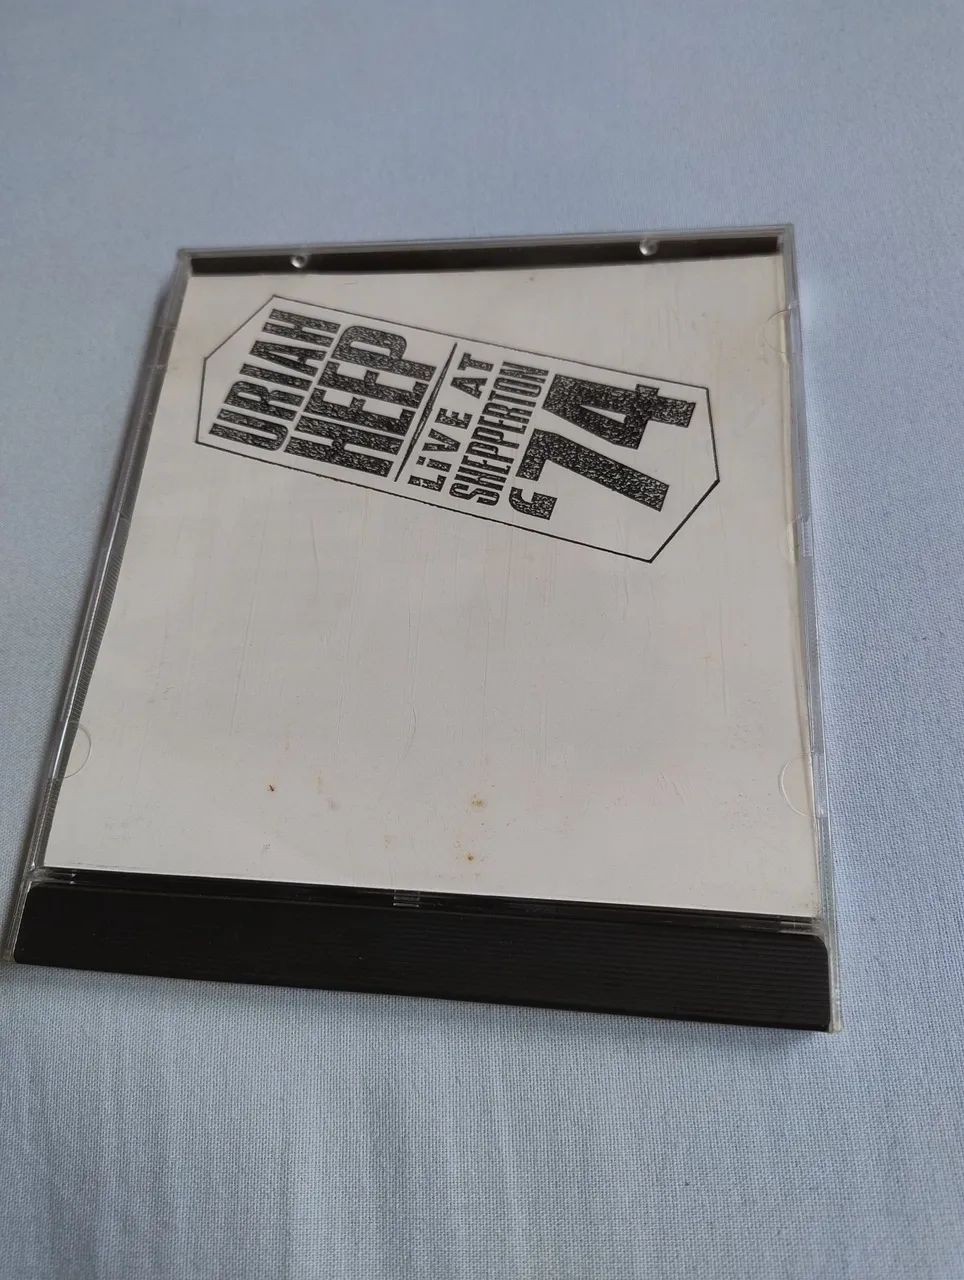 URIAH
HEEP
LiVE AT
SHEPPERTON
'74